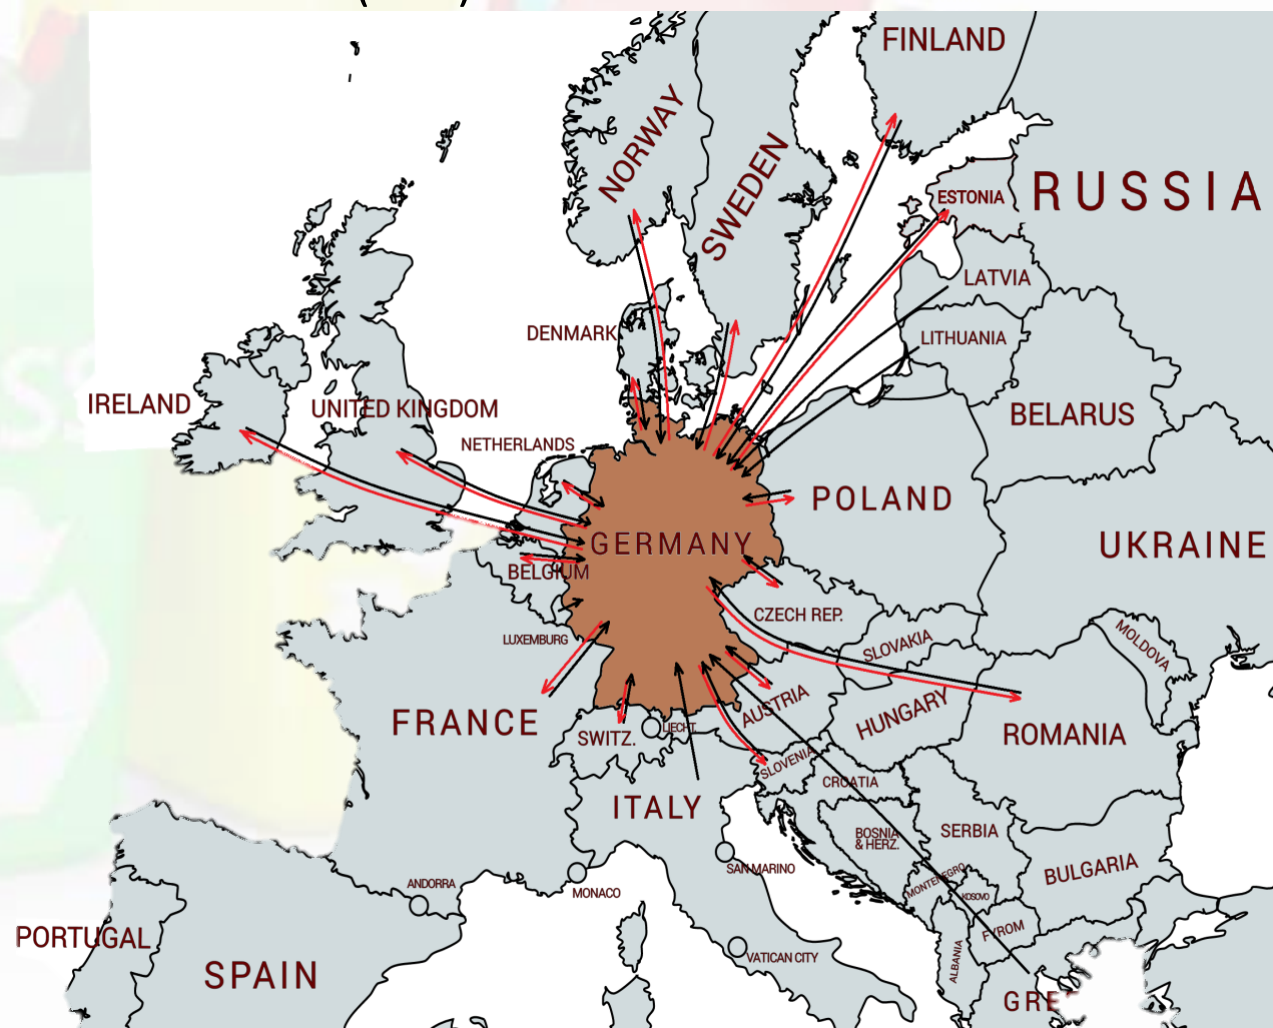 FINLAND
NORWAY
SWEDEN
RUSSIA
ESTONIA
LATVIA
DENMARK
LITHUANIA
IRELAND
UNITED KINGDOM
BELARUS
NETHERLANDS
POLAND
GERMANY
UKRAINE
BELGIUM
CZECH REP.
LUXEMBURG
SLOVAKIA
MOLDOVA
FRANCE
SWITZ.
LIECHT.
AUSTRIA
HUNGARY
ROMANIA
SLOVENIA
CROATIA
ITALY
BOSNIA
& HERZ.
SERBIA
SAN MARINO
BULGARIA
ANDORRA
MONACO
MONTENEGRO
KOSOVO
PORTUGAL
FYROM
SPAIN
VATICAN CITY
ALBANIA
GRE